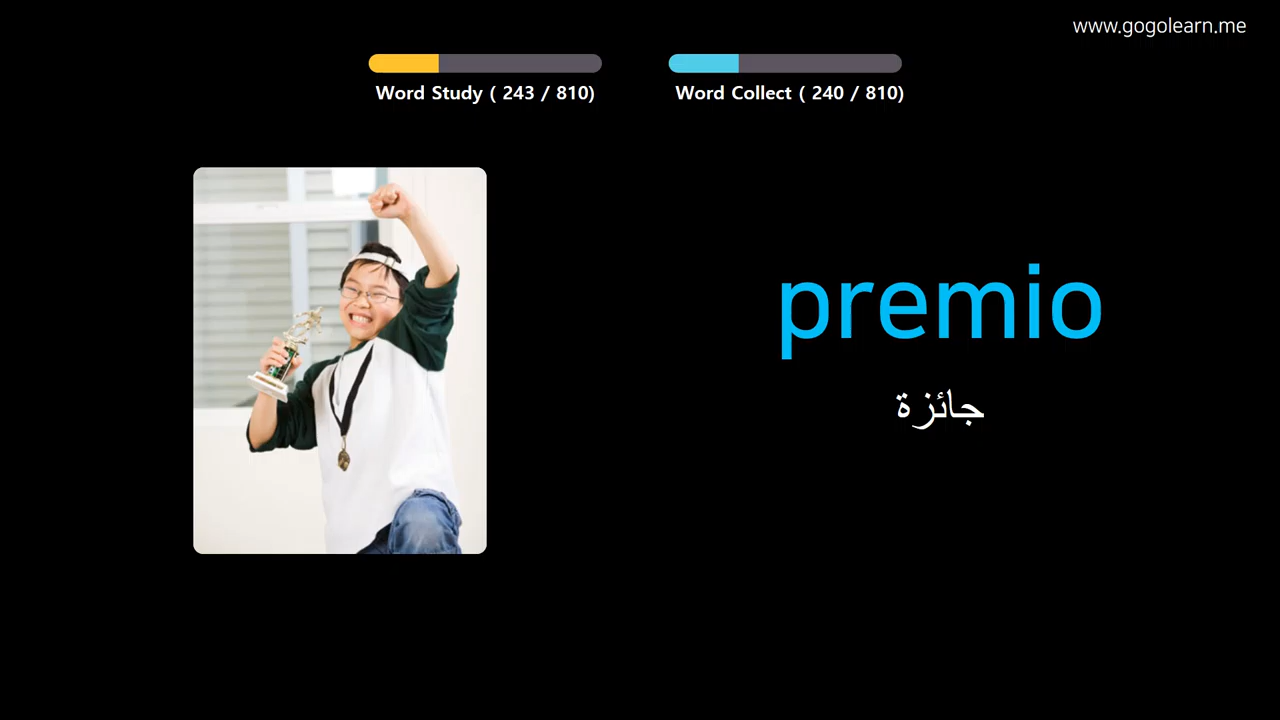 www.gogolearn.me
Word Study ( 243 / 810)
Word Collect ( 240 / 810)
premio
جائزة